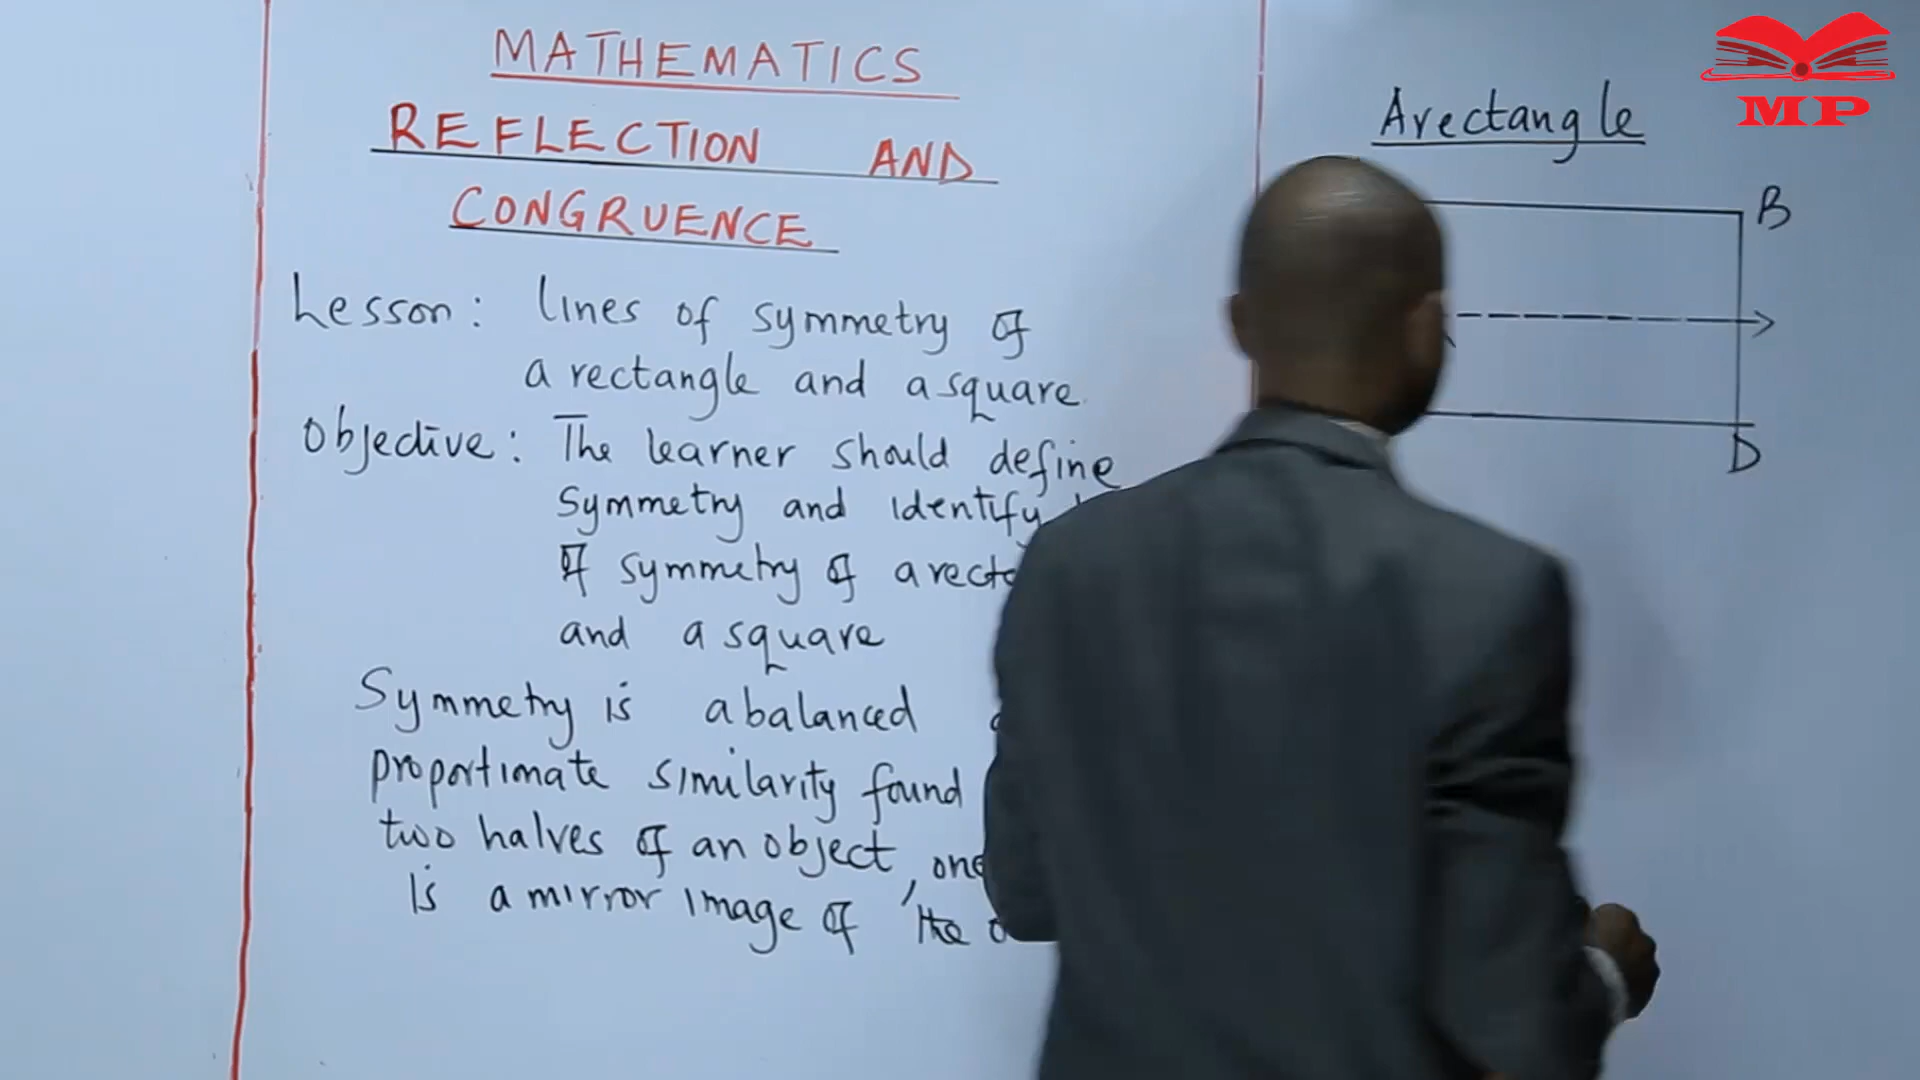 MATHEMATICS
REFLECTION AND
CONGRUENCE
Lesson: lines of symmetry of
a rectangle and a square.
Objective: The learner should define
symmetry and identify
of symmetry of a
and a square
Symmetry is a balanced
proportimate similarity found
two halves of an object, one
is a mirror image of the
A rectangle
B
D
MP